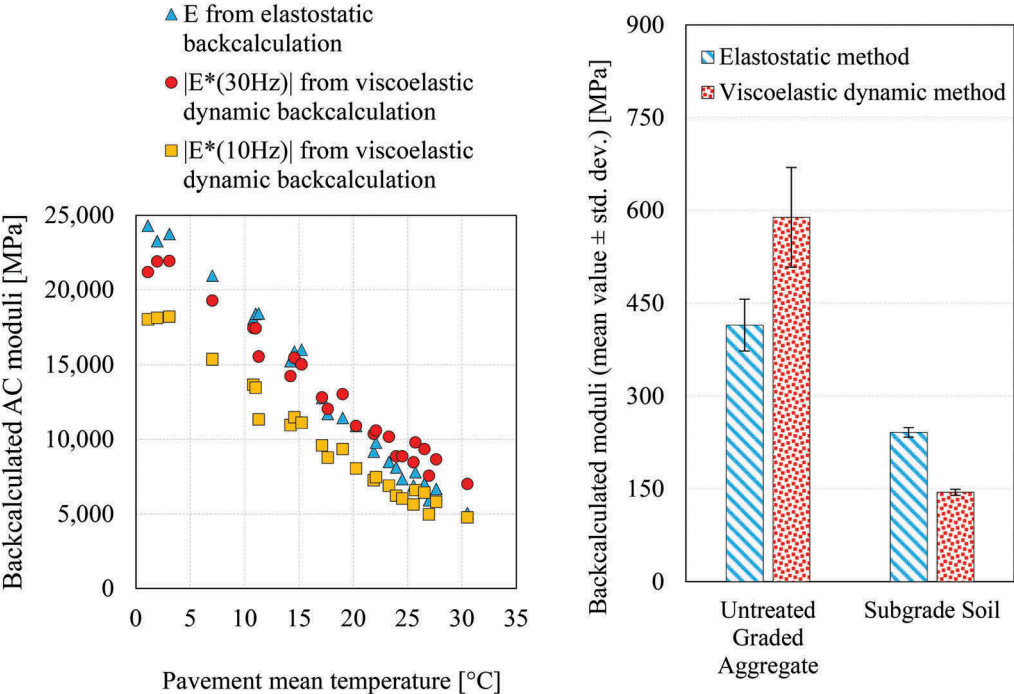 E from elastostatic
backcalculation
|E*(30Hz)| from viscoelastic
dynamic backcalculation
|E*(10Hz)| from viscoelastic
dynamic backcalculation
Backcalculated AC moduli [MPa]
25,000
20,000
15,000
10,000
5,000
0
0 5 10 15 20 25 30 35
Pavement mean temperature [°C]
Backcalculated moduli (mean value ± std. dev.) [MPa]
900
750
600
450
300
150
0
Elastostatic method
Viscoelastic dynamic method
Untreated
Graded
Aggregate
Subgrade Soil